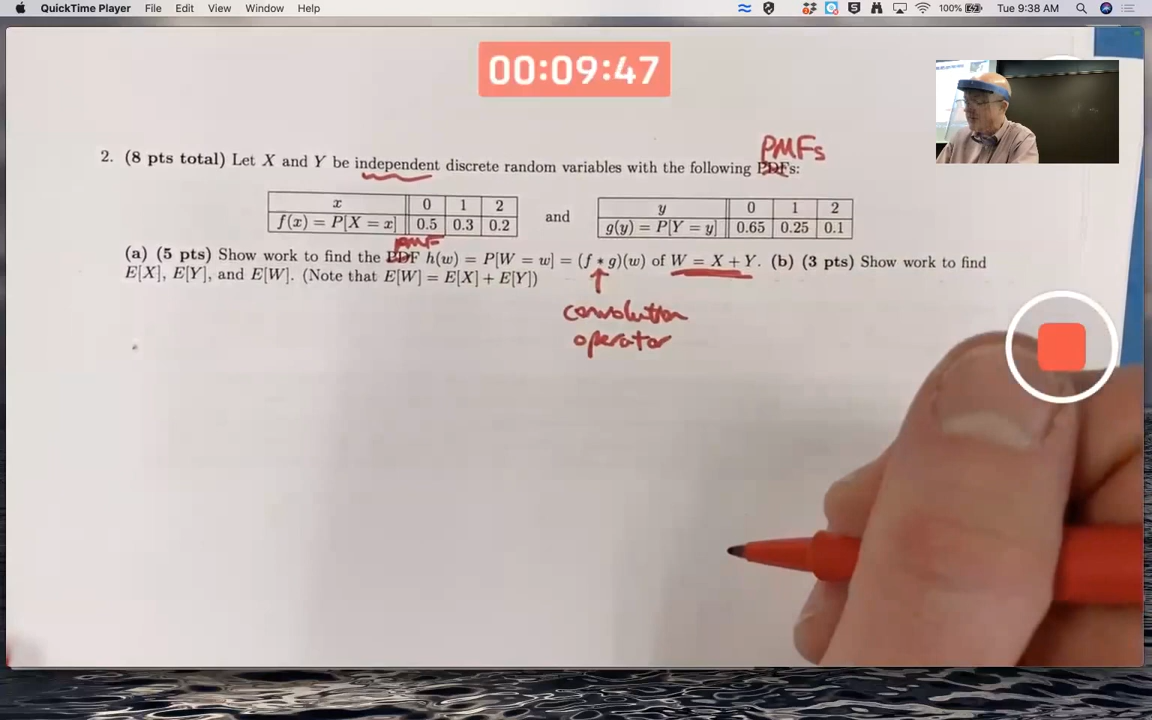 QuickTime Player File Edit View Window Help 100% Tue 9:38 AM
00:09:47
PMFs
2. (8 pts total) Let X and Y be independent discrete random variables with the following PDFs:
x 0 1 2
f(x) = P[X = x] 0.5 0.3 0.2
and
y 0 1 2
g(y) = P[Y = y] 0.65 0.25 0.1
PMF
(a) (5 pts) Show work to find the PDF h(w) = P[W = w] = (f * g)(w) of W = X + Y. (b) (3 pts) Show work to find
E[X], E[Y], and E[W]. (Note that E[W] = E[X] + E[Y])
convolution
operator